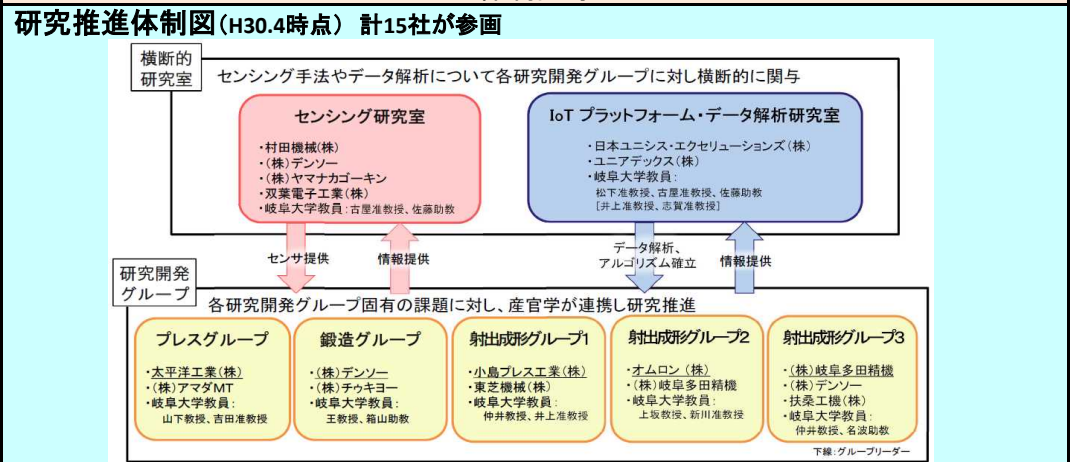 研究推進体制図(H30.4時点) 計15社が参画
横断的
研究室
センシング手法やデータ解析について各研究開発グループに対し横断的に関与
センシング研究室
・村田機械(株)
・(株)デンソー
・(株)ヤマナカゴーキン
・双葉電子工業(株)
・岐阜大学教員:古屋准教授、佐藤助教
IoT プラットフォーム・データ解析研究室
・日本ユニシス・エクセリューションズ(株)
・ユニアデックス(株)
・岐阜大学教員:
松下准教授、古屋准教授、佐藤助教
[井上准教授、志賀准教授]
センサ提供
情報提供
データ解析、
アルゴリズム確立
情報提供
研究開発
グループ
各研究開発グループ固有の課題に対し、産官学が連携し研究推進
プレスグループ
・太平洋工業(株)
・(株)アマダMT
・岐阜大学教員:
山下教授、吉田准教授
鍛造グループ
・(株)デンソー
・(株)チゥキヨー
・岐阜大学教員:
王教授、箱山助教
射出成形グループ1
・小島プレス工業(株)
・東芝機械(株)
・岐阜大学教員:
仲井教授、井上准教授
射出成形グループ2
・オムロン(株)
・(株)岐阜多田精機
・岐阜大学教員:
上坂教授、新川准教授
射出成形グループ3
・(株)岐阜多田精機
・(株)デンソー
・扶桑工機(株)
・岐阜大学教員:
仲井教授、名波助教
下線:グループリーダー